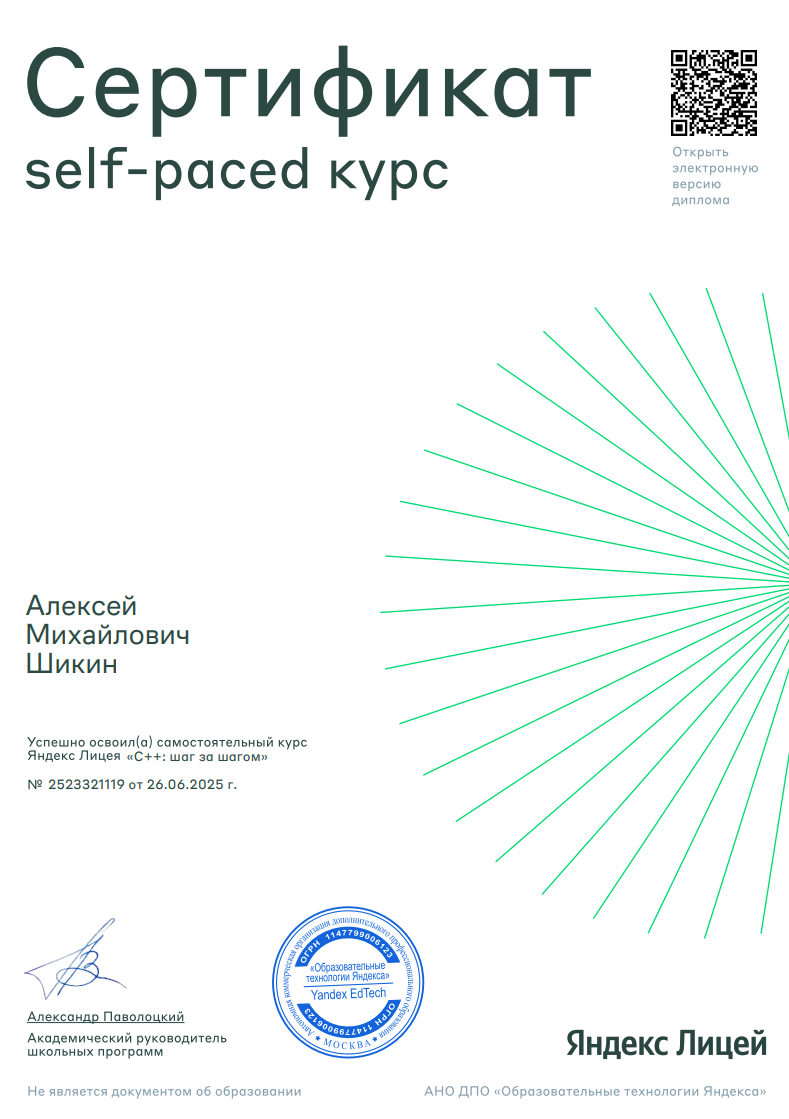 Сертификат
self-paced курс
Открыть
электронную
версию
диплома
Алексей
Михайлович
Шикин
Успешно освоил(а) самостоятельный курс
Яндекс Лицея «С++: шаг за шагом»
№ 2523321119 от 26.06.2025 г.
Автономная некоммерческая организация дополнительного профессионального образования
ОГРН 1147799006123
«Образовательные
технологии Яндекса»
Yandex EdTech
ОГРН 1147799006123
★ МОСКВА ★
Александр Паволоцкий
Академический руководитель
школьных программ
Яндекс Лицей
Не является документом об образовании
АНО ДПО «Образовательные технологии Яндекса»